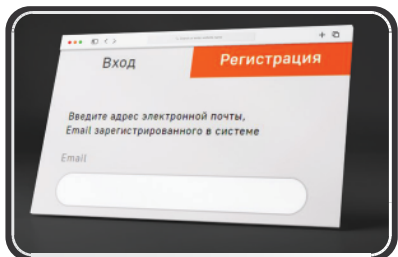 Вход
Регистрация
Введите адрес электронной почты,
Email зарегистрированного в системе
Email